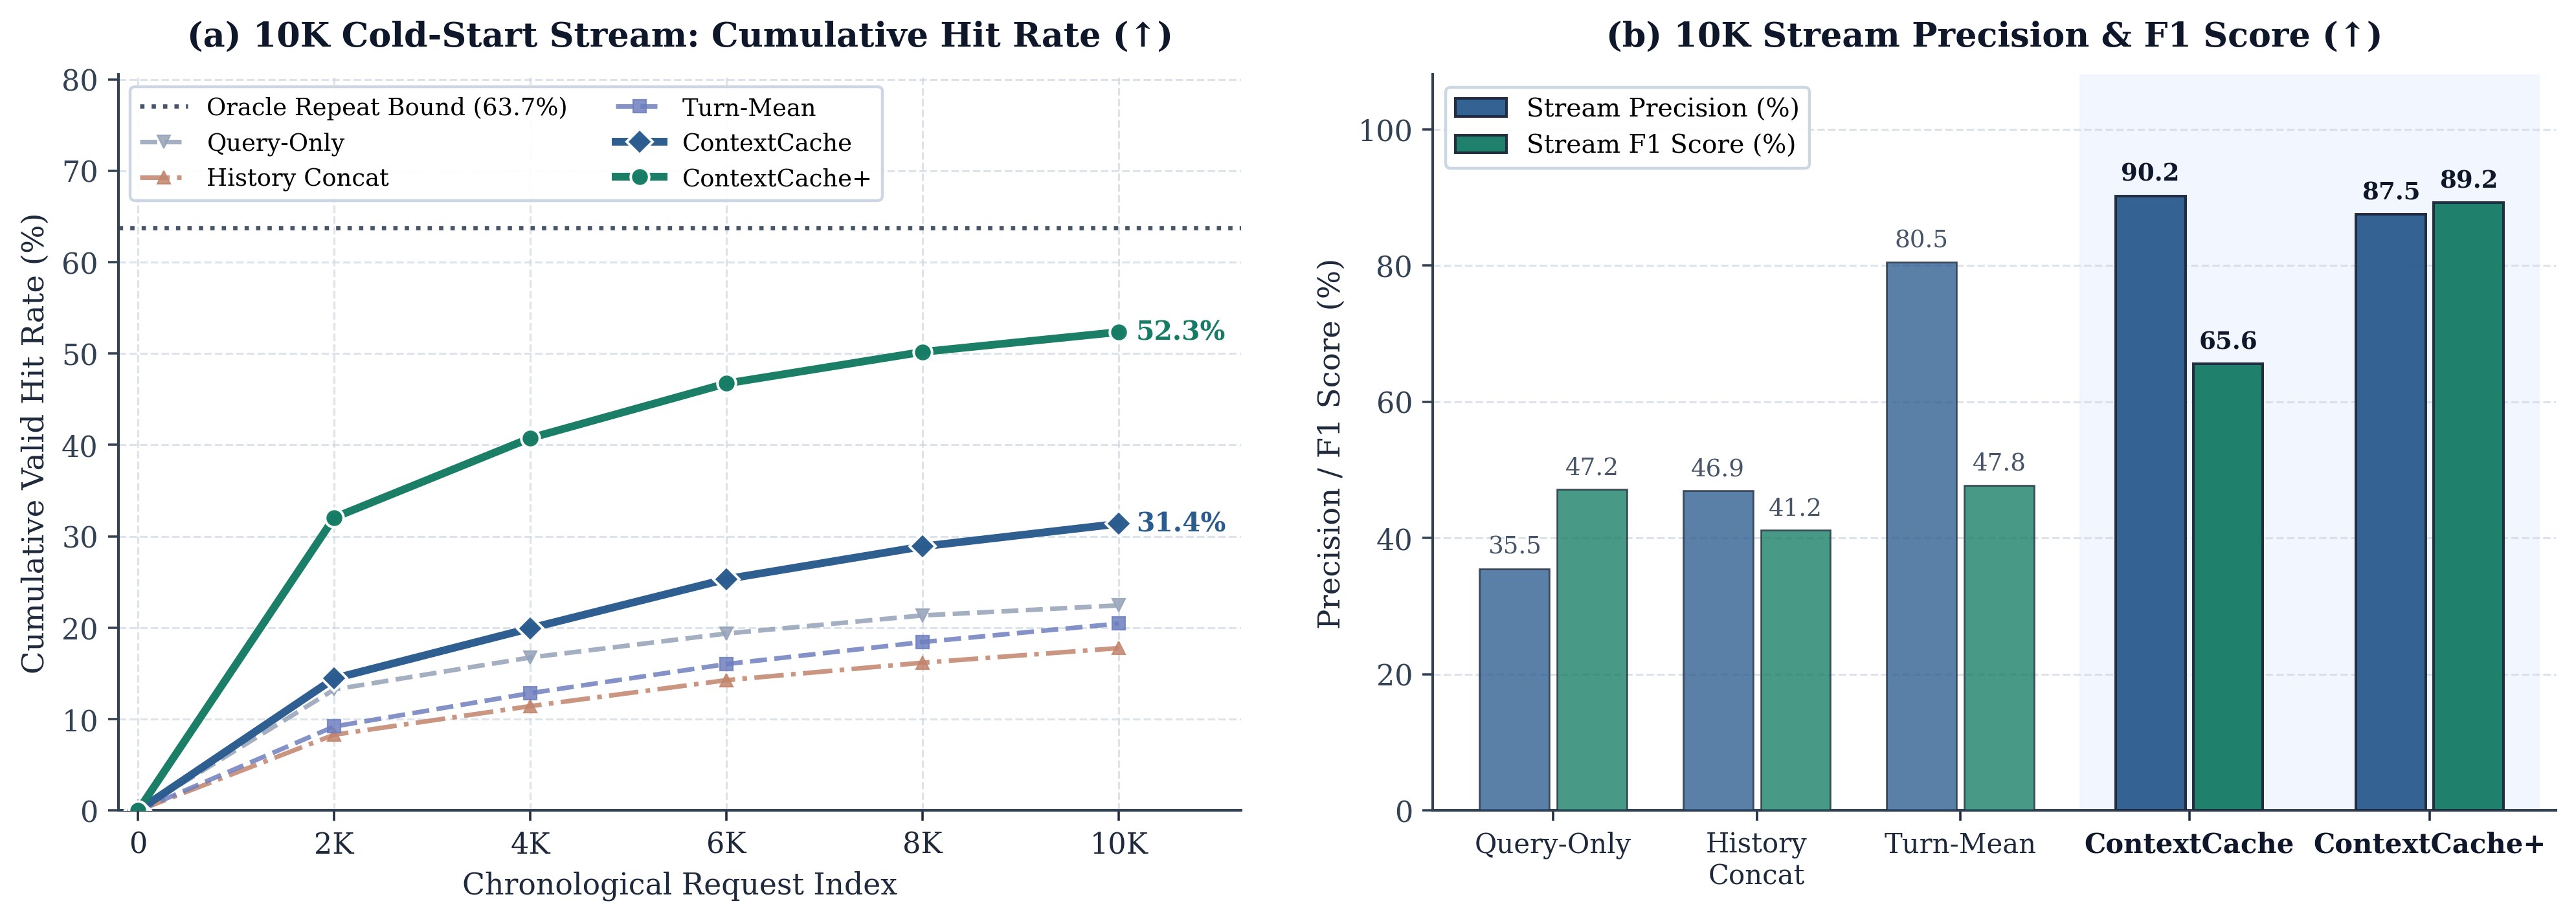 (a) 10K Cold-Start Stream: Cumulative Hit Rate (↑)
Cumulative Valid Hit Rate (%)
80
70
60
50
40
30
20
10
0
Oracle Repeat Bound (63.7%)
Query-Only
History Concat
Turn-Mean
ContextCache
ContextCache+
52.3%
31.4%
0
2K
4K
6K
8K
10K
Chronological Request Index
(b) 10K Stream Precision & F1 Score (↑)
Precision / F1 Score (%)
100
80
60
40
20
0
Stream Precision (%)
Stream F1 Score (%)
35.5
47.2
46.9
41.2
80.5
47.8
90.2
65.6
87.5
89.2
Query-Only
History
Concat
Turn-Mean
ContextCache
ContextCache+